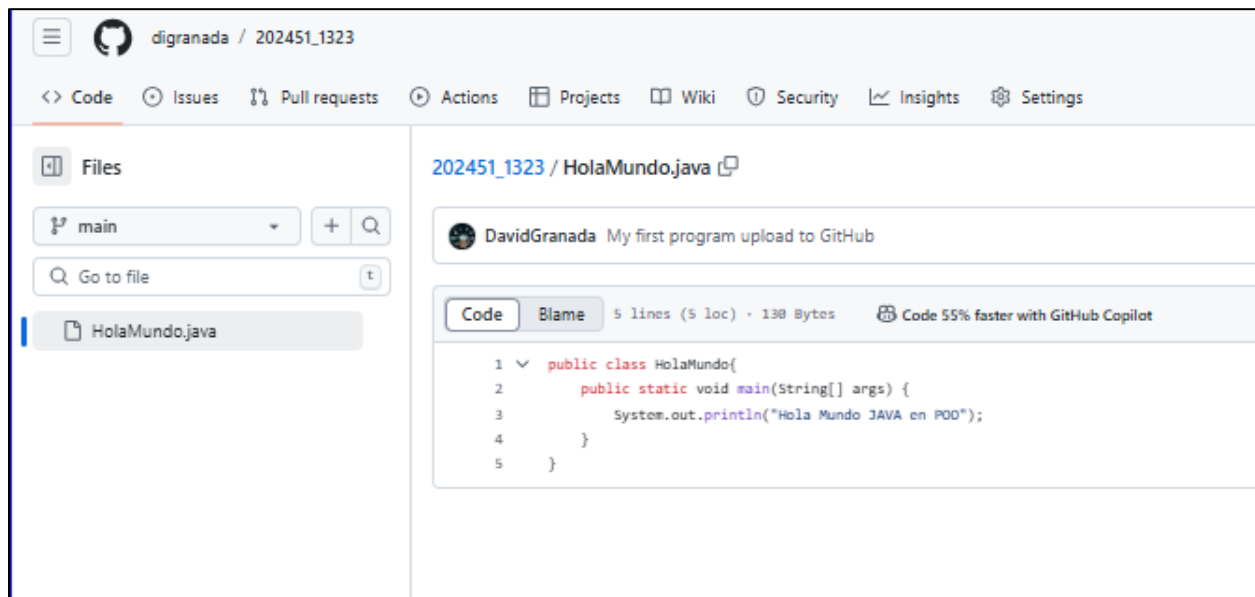 digranada / 202451_1323
<> Code Issues Pull requests Actions Projects Wiki Security Insights Settings
Files
main
Go to file t
HolaMundo.java
202451_1323 / HolaMundo.java
DavidGranada My first program upload to GitHub
Code Blame 5 lines (5 loc) · 130 Bytes Code 55% faster with GitHub Copilot
1 public class HolaMundo{
2 public static void main(String[] args) {
3 System.out.println("Hola Mundo JAVA en POO");
4 }
5 }